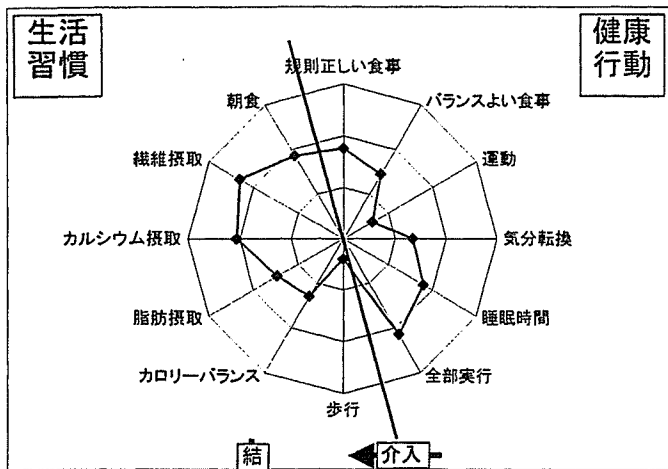 生活
習慣
健康
行動
規則正しい食事
朝食
バランスよい食事
繊維摂取
運動
カルシウム摂取
気分転換
脂肪摂取
睡眠時間
カロリーバランス
全部実行
歩行
結
介入